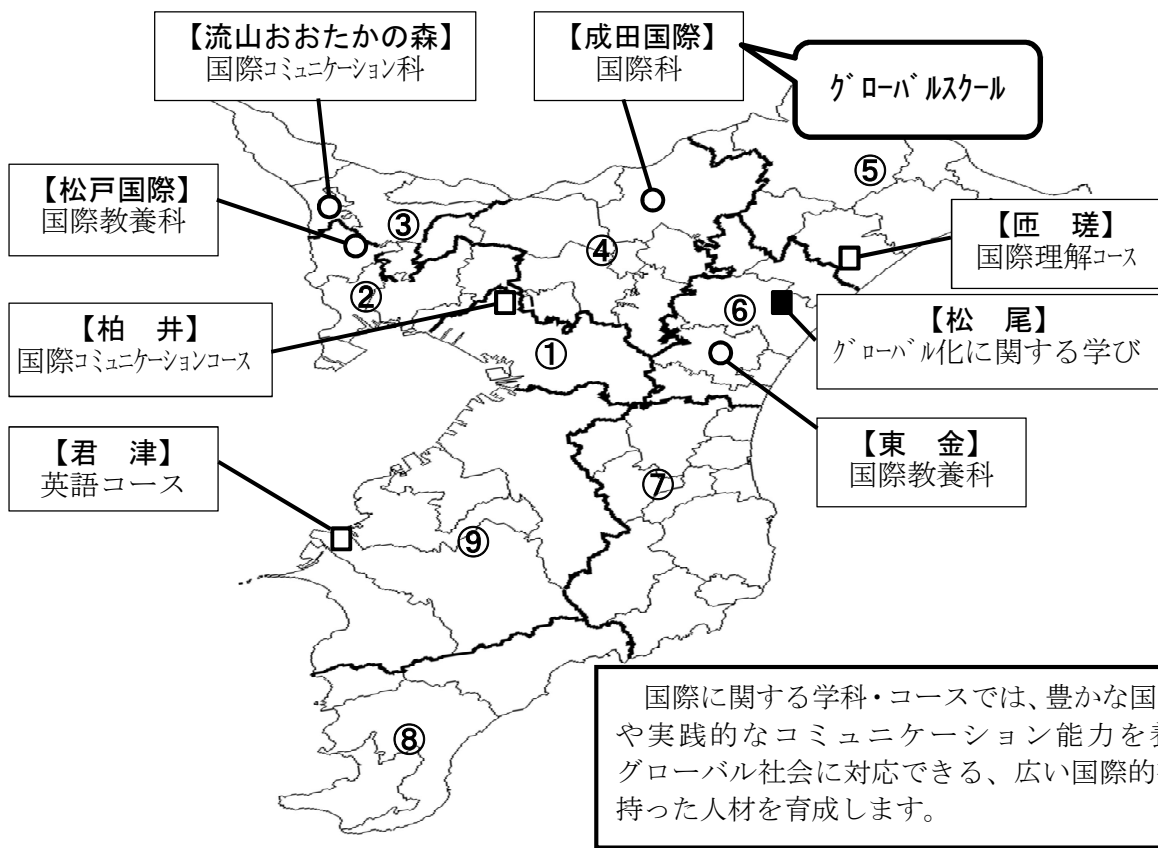 【流山おおたかの森】
国際コミュニケーション科
【成田国際】
国際科
グローバルスクール
【松戸国際】
国際教養科
⑤
③
【匝　瑳】
国際理解コース
④
②
⑥
【柏　井】
国際コミュニケーションコース
【松　尾】
グローバル化に関する学び
①
【君　津】
英語コース
【東　金】
国際教養科
⑦
⑨
国際に関する学科・コースでは、豊かな国
や実践的なコミュニケーション能力を
グローバル社会に対応できる、広い国際的
持った人材を育成します。
⑧